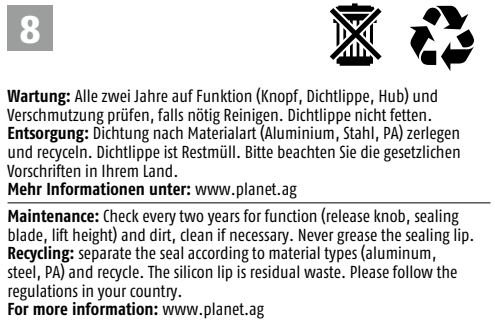 8
Wartung: Alle zwei Jahre auf Funktion (Knopf, Dichtlippe, Hub) und
Verschmutzung prüfen, falls nötig Reinigen. Dichtlippe nicht fetten.
Entsorgung: Dichtung nach Materialart (Aluminium, Stahl, PA) zerlegen
und recyceln. Dichtlippe ist Restmüll. Bitte beachten Sie die gesetzlichen
Vorschriften in Ihrem Land.
Mehr Informationen unter: www.planet.ag
Maintenance: Check every two years for function (release knob, sealing
blade, lift height) and dirt, clean if necessary. Never grease the sealing lip.
Recycling: separate the seal according to material types (aluminum,
steel, PA) and recycle. The silicon lip is residual waste. Please follow the
regulations in your country.
For more information: www.planet.ag